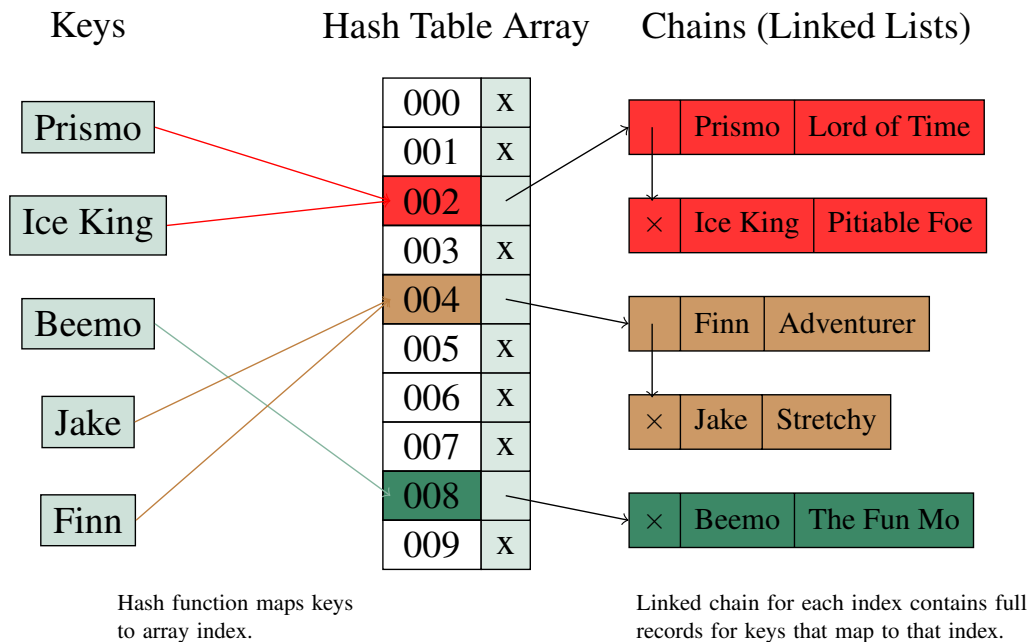 Keys
Hash Table Array
Chains (Linked Lists)
Prismo
Ice King
Beemo
Jake
Finn
000 x
001 x
002
003 x
004
005 x
006 x
007 x
008
009 x
Prismo Lord of Time
× Ice King Pitiable Foe
Finn Adventurer
× Jake Stretchy
× Beemo The Fun Mo
Hash function maps keys
to array index.
Linked chain for each index contains full
records for keys that map to that index.